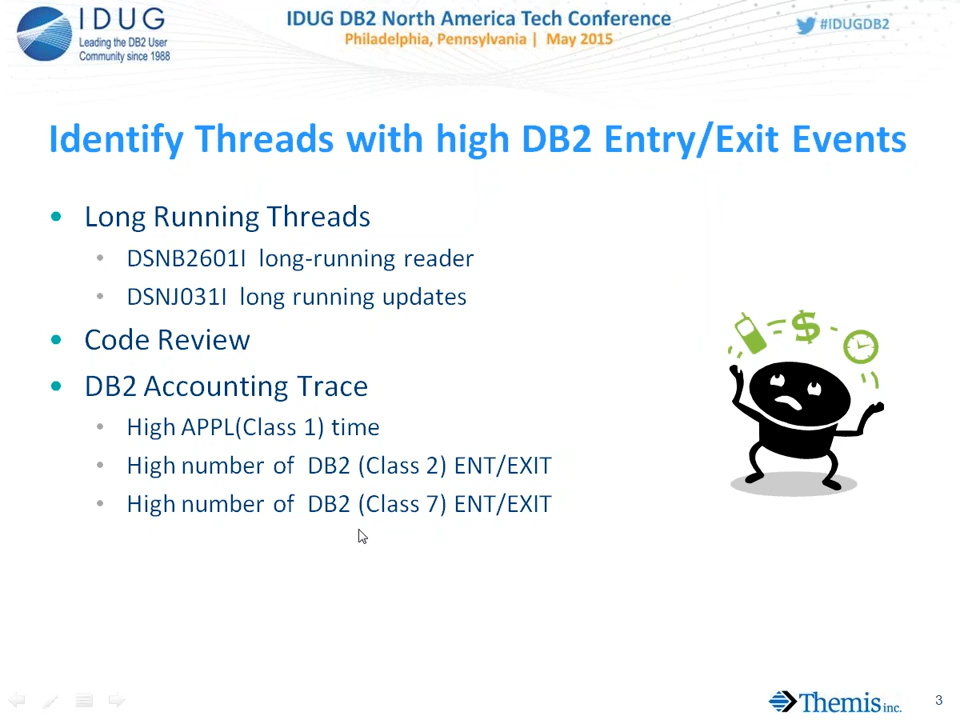 IDUG
Leading the DB2 User
Community since 1988
IDUG DB2 North America Tech Conference
Philadelphia, Pennsylvania | May 2015
#IDUGDB2
Identify Threads with high DB2 Entry/Exit Events
• Long Running Threads
• DSNB2601I long-running reader
• DSNJ031I long running updates
• Code Review
• DB2 Accounting Trace
• High APPL(Class 1) time
• High number of DB2 (Class 2) ENT/EXIT
• High number of DB2 (Class 7) ENT/EXIT
$
Themis inc.
3